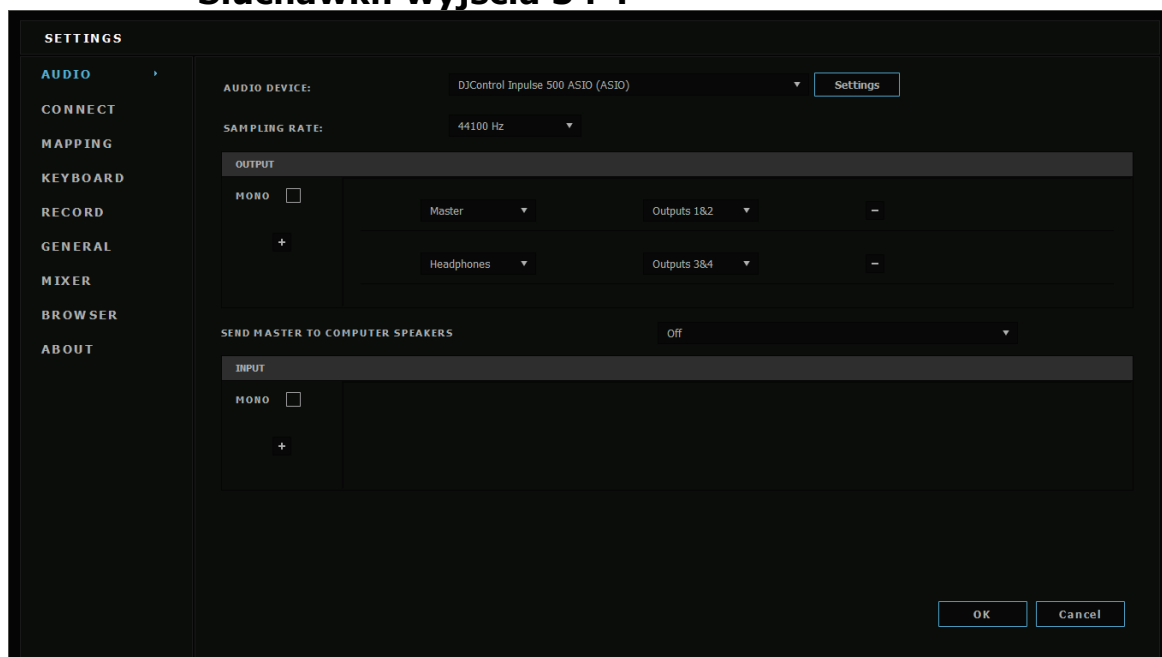 SETTINGS
AUDIO
CONNECT
MAPPING
KEYBOARD
RECORD
GENERAL
MIXER
BROWSER
ABOUT
AUDIO DEVICE: DJControl Inpulse 500 ASIO (ASIO) Settings
SAMPLING RATE: 44100 Hz
OUTPUT
MONO
Master Outputs 1&2 −
+
Headphones Outputs 3&4 −
SEND MASTER TO COMPUTER SPEAKERS Off
INPUT
MONO
+
OK Cancel